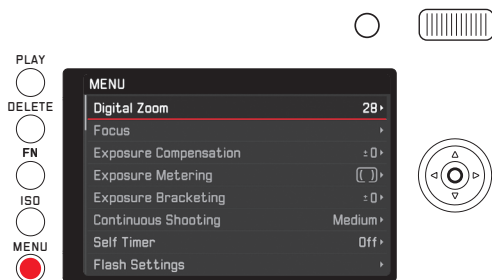 PLAY
DELETE
FN
ISO
MENU
MENU
Digital Zoom 28
Focus
Exposure Compensation ±0
Exposure Metering
Exposure Bracketing ±0
Continuous Shooting Medium
Self Timer Off
Flash Settings